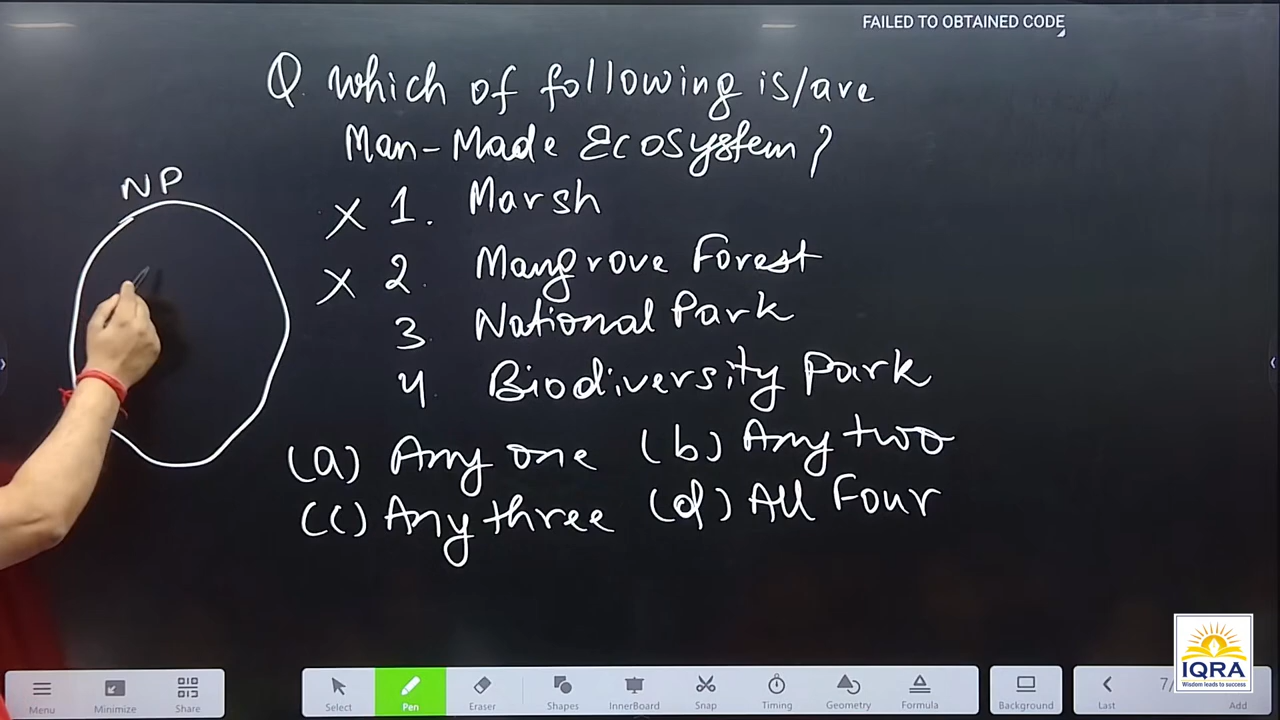 FAILED TO OBTAINED CODE
Q. Which of following is/are
Man-Made Ecosystem?
NP
X 1. Marsh
X 2. Mangrove Forest
3. National Park
4. Biodiversity Park
(a) Any one (b) Any two
(c) Any three (d) All Four
IQRA
Wisdom leads to success
Menu Minimize Share Select Pen Eraser Shapes InnerBoard Snap Timing Geometry Formula Background Last 7/ Add